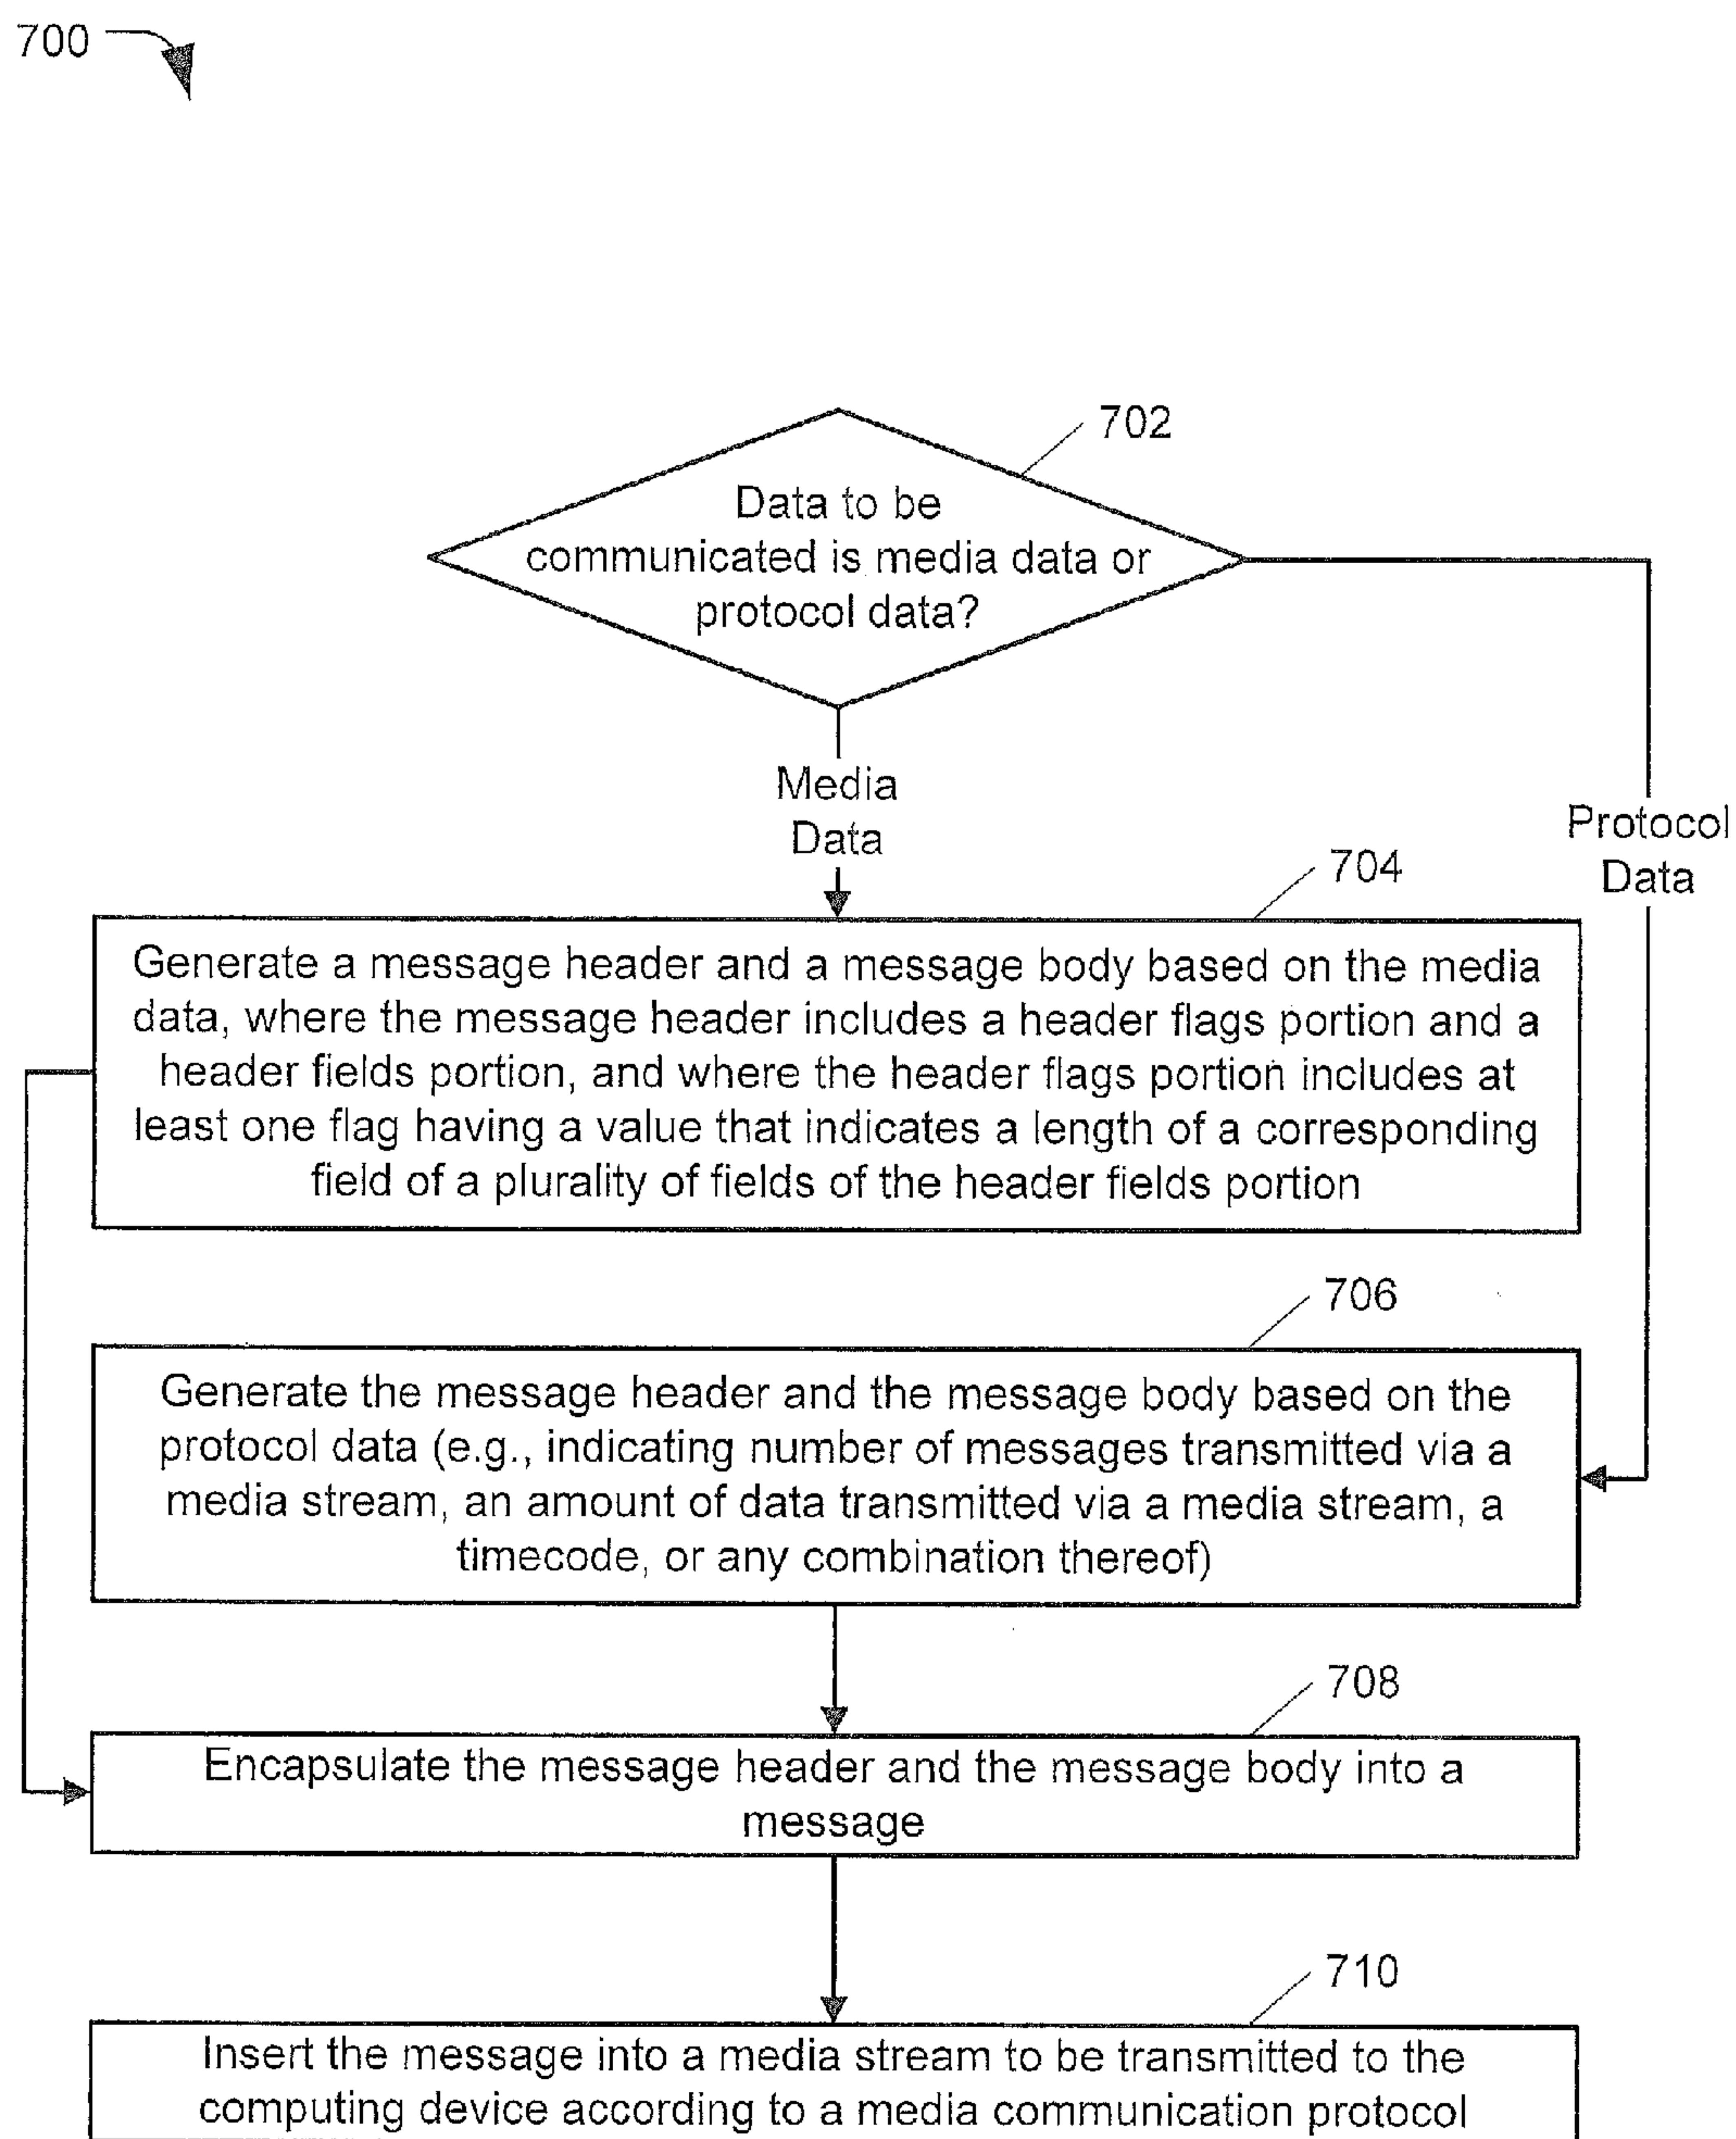 700
702
Data to be
communicated is media data or
protocol data?
Media
Data
Protocol
Data
704
Generate a message header and a message body based on the media
data, where the message header includes a header flags portion and a
header fields portion, and where the header flags portion includes at
least one flag having a value that indicates a length of a corresponding
field of a plurality of fields of the header fields portion
706
Generate the message header and the message body based on the
protocol data (e.g., indicating number of messages transmitted via a
media stream, an amount of data transmitted via a media stream, a
timecode, or any combination thereof)
708
Encapsulate the message header and the message body into a
message
710
Insert the message into a media stream to be transmitted to the
computing device according to a media communication protocol